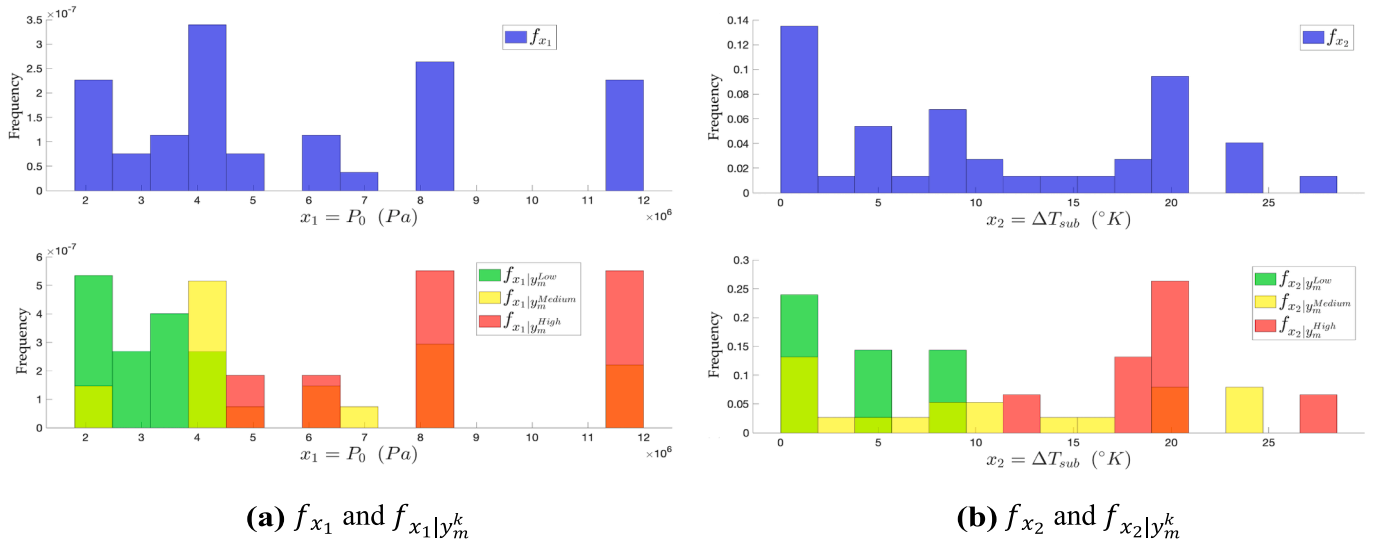 ×10⁻⁷
3.5
3
2.5
2
1.5
1
0.5
0
Frequency
f_{x_1}
2 3 4 5 6 7 8 9 10 11 12
x_1 = P_0 (Pa)
×10⁶
×10⁻⁷
6
5
4
3
2
1
0
Frequency
f_{x_1|y_m^{Low}}
f_{x_1|y_m^{Medium}}
f_{x_1|y_m^{High}}
2 3 4 5 6 7 8 9 10 11 12
x_1 = P_0 (Pa)
×10⁶
(a) f_{x_1} and f_{x_1|y_m^k}
0.14
0.12
0.1
0.08
0.06
0.04
0.02
0
Frequency
f_{x_2}
0 5 10 15 20 25
x_2 = ΔT_{sub} (°K)
0.3
0.25
0.2
0.15
0.1
0.05
0
Frequency
f_{x_2|y_m^{Low}}
f_{x_2|y_m^{Medium}}
f_{x_2|y_m^{High}}
0 5 10 15 20 25
x_2 = ΔT_{sub} (°K)
(b) f_{x_2} and f_{x_2|y_m^k}